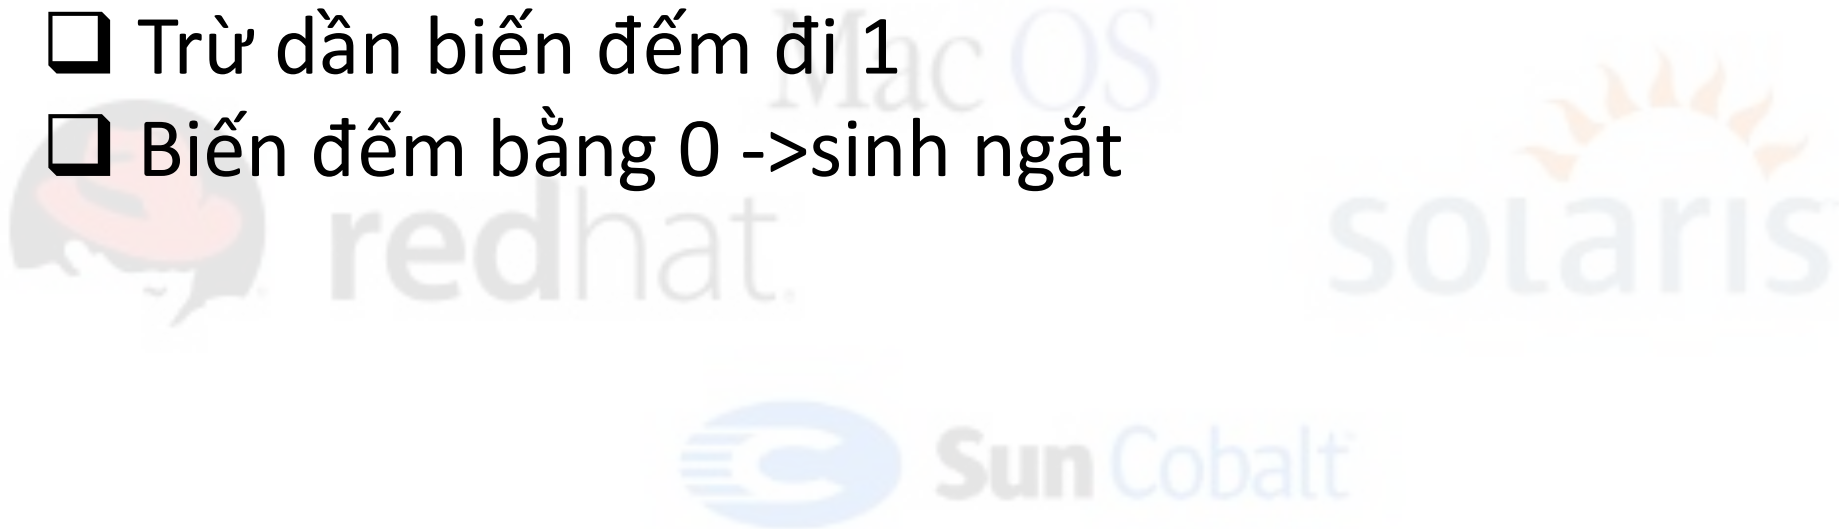 ❑ Trừ dần biến đếm đi 1
❑ Biến đếm bằng 0 ->sinh ngắt
Mac OS
redhat.
solaris
Sun Cobalt